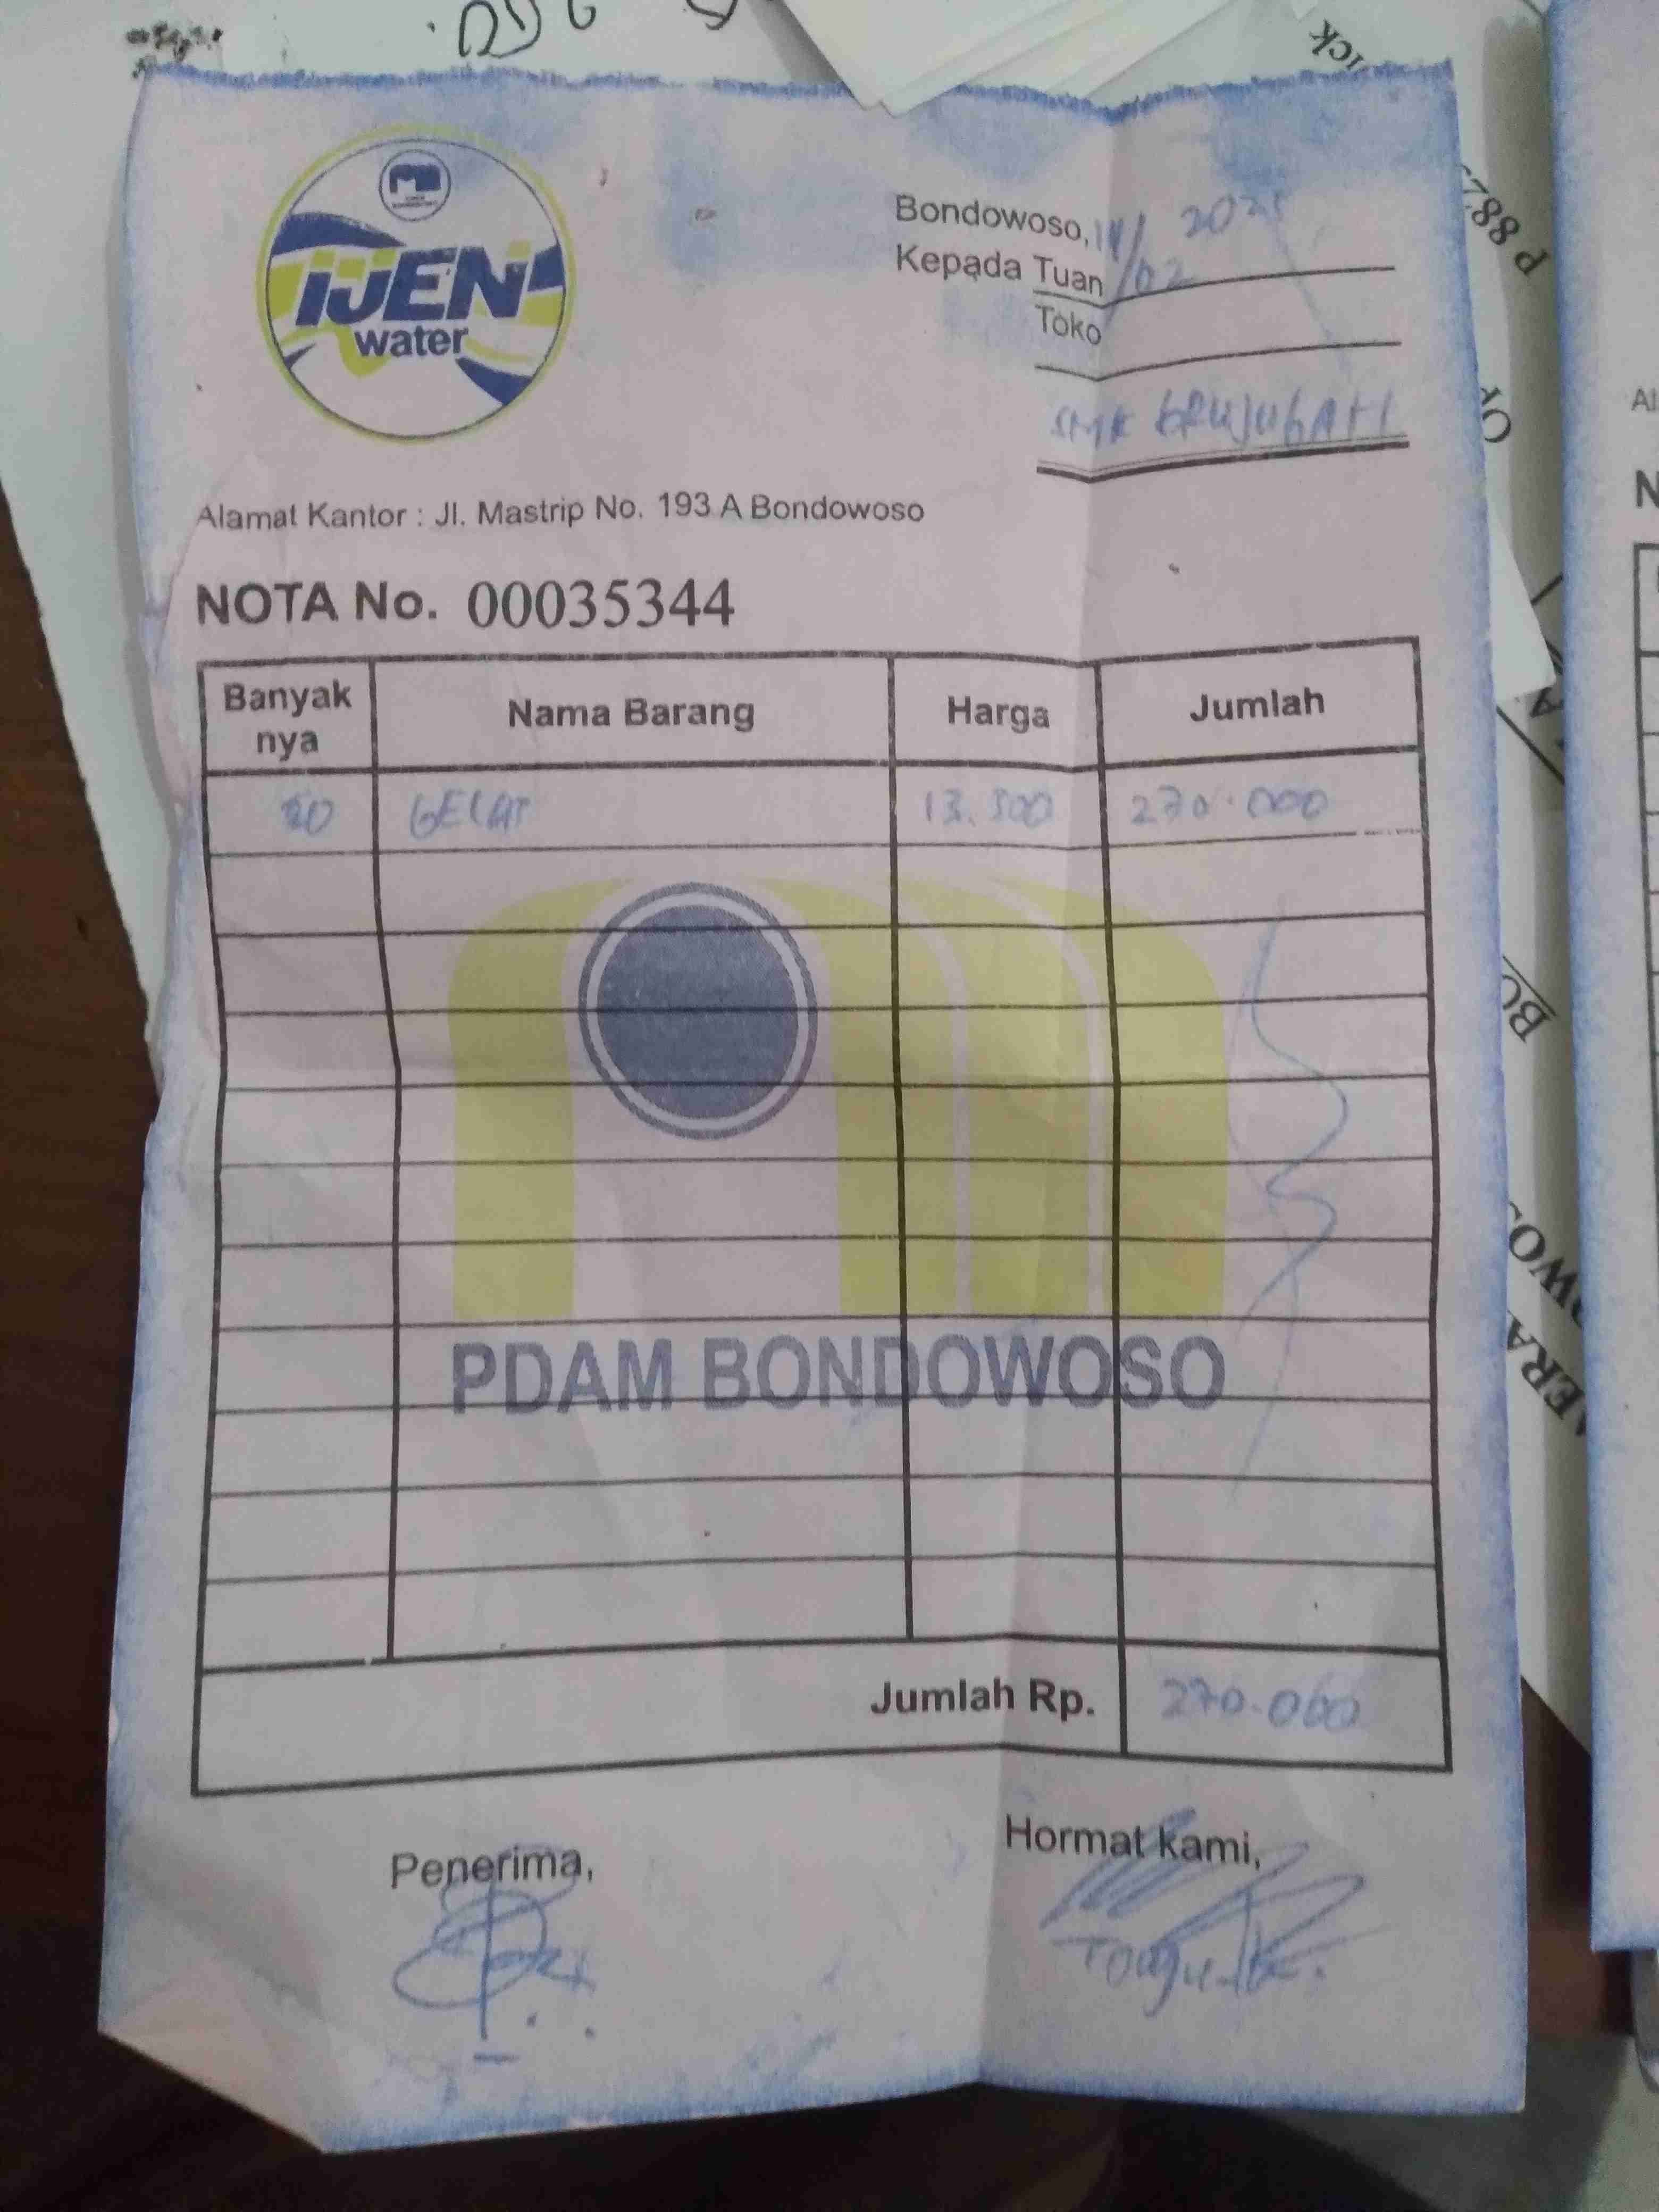 IJEN
water
Bondowoso, 14/02 2025
Kepada Tuan
Toko
SMK
Alamat Kantor : Jl. Mastrip No. 193 A Bondowoso
NOTA No. 00035344
Banyak nya Nama Barang Harga Jumlah
20 GELAS 13.500 270.000
PDAM BONDOWOSO
Jumlah Rp. 270.000
Penerima,
Hormat kami,
P 882
BO